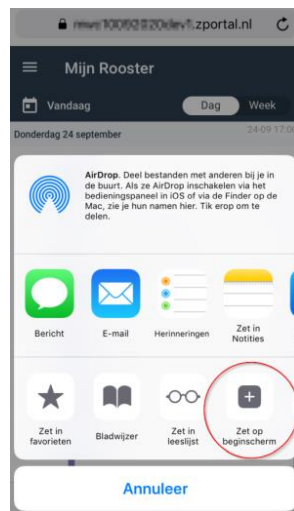 .zportal.nl
Mijn Rooster
Vandaag
Dag
Week
Donderdag 24 september
24-09 17:00
AirDrop. Deel bestanden met anderen bij je in
de buurt. Als ze AirDrop inschakelen via het
bedieningspaneel in iOS of via de Finder op de
Mac, zie je hun namen hier. Tik erop om te
delen.
Bericht
E-mail
Herinneringen
Zet in
Notities
Zet in
favorieten
Bladwijzer
Zet in
leeslijst
Zet op
beginscherm
Annuleer